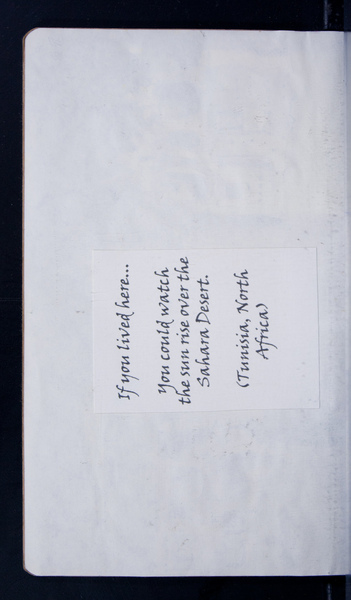 If you lived here...
You could watch
the sun rise over the
Sahara Desert.
(Tunisia, North
Africa)